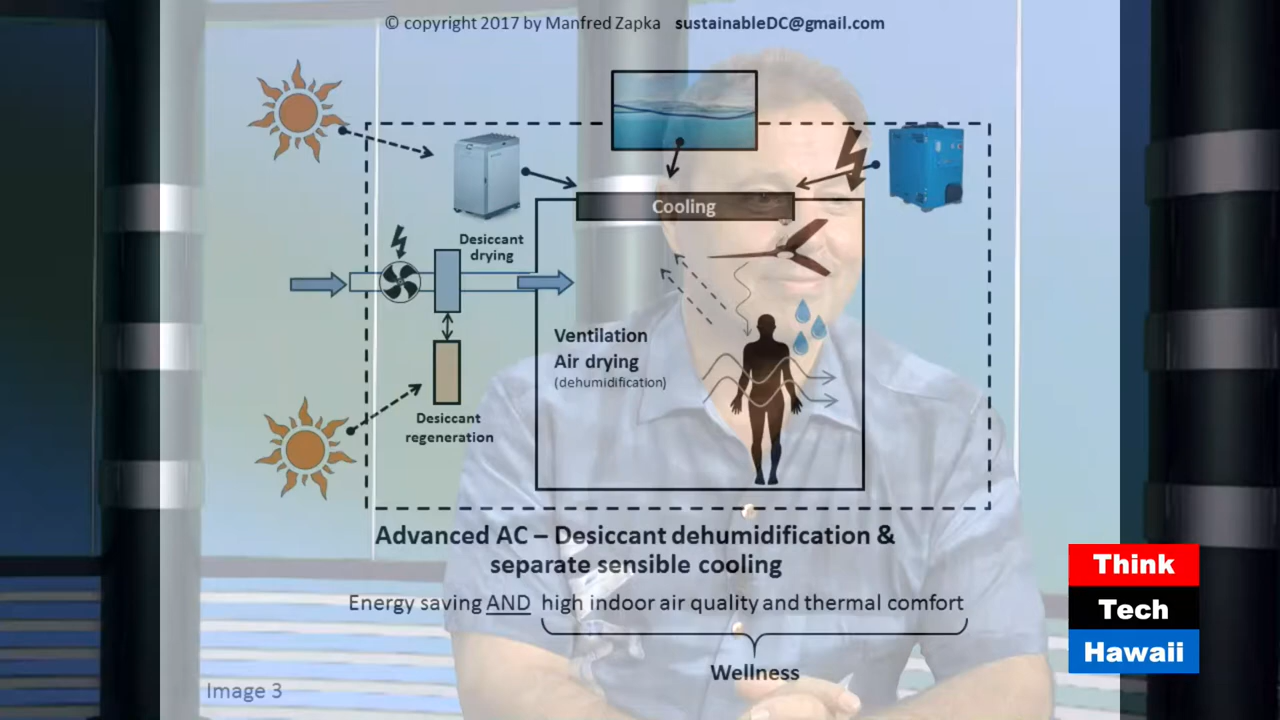 © copyright 2017 by Manfred Zapka sustainableDC@gmail.com
Cooling
Desiccant
drying
Ventilation
Air drying
(dehumidification)
Desiccant
regeneration
Advanced AC – Desiccant dehumidification &
separate sensible cooling
Energy saving AND high indoor air quality and thermal comfort
Wellness
Image 3
Think
Tech
Hawaii